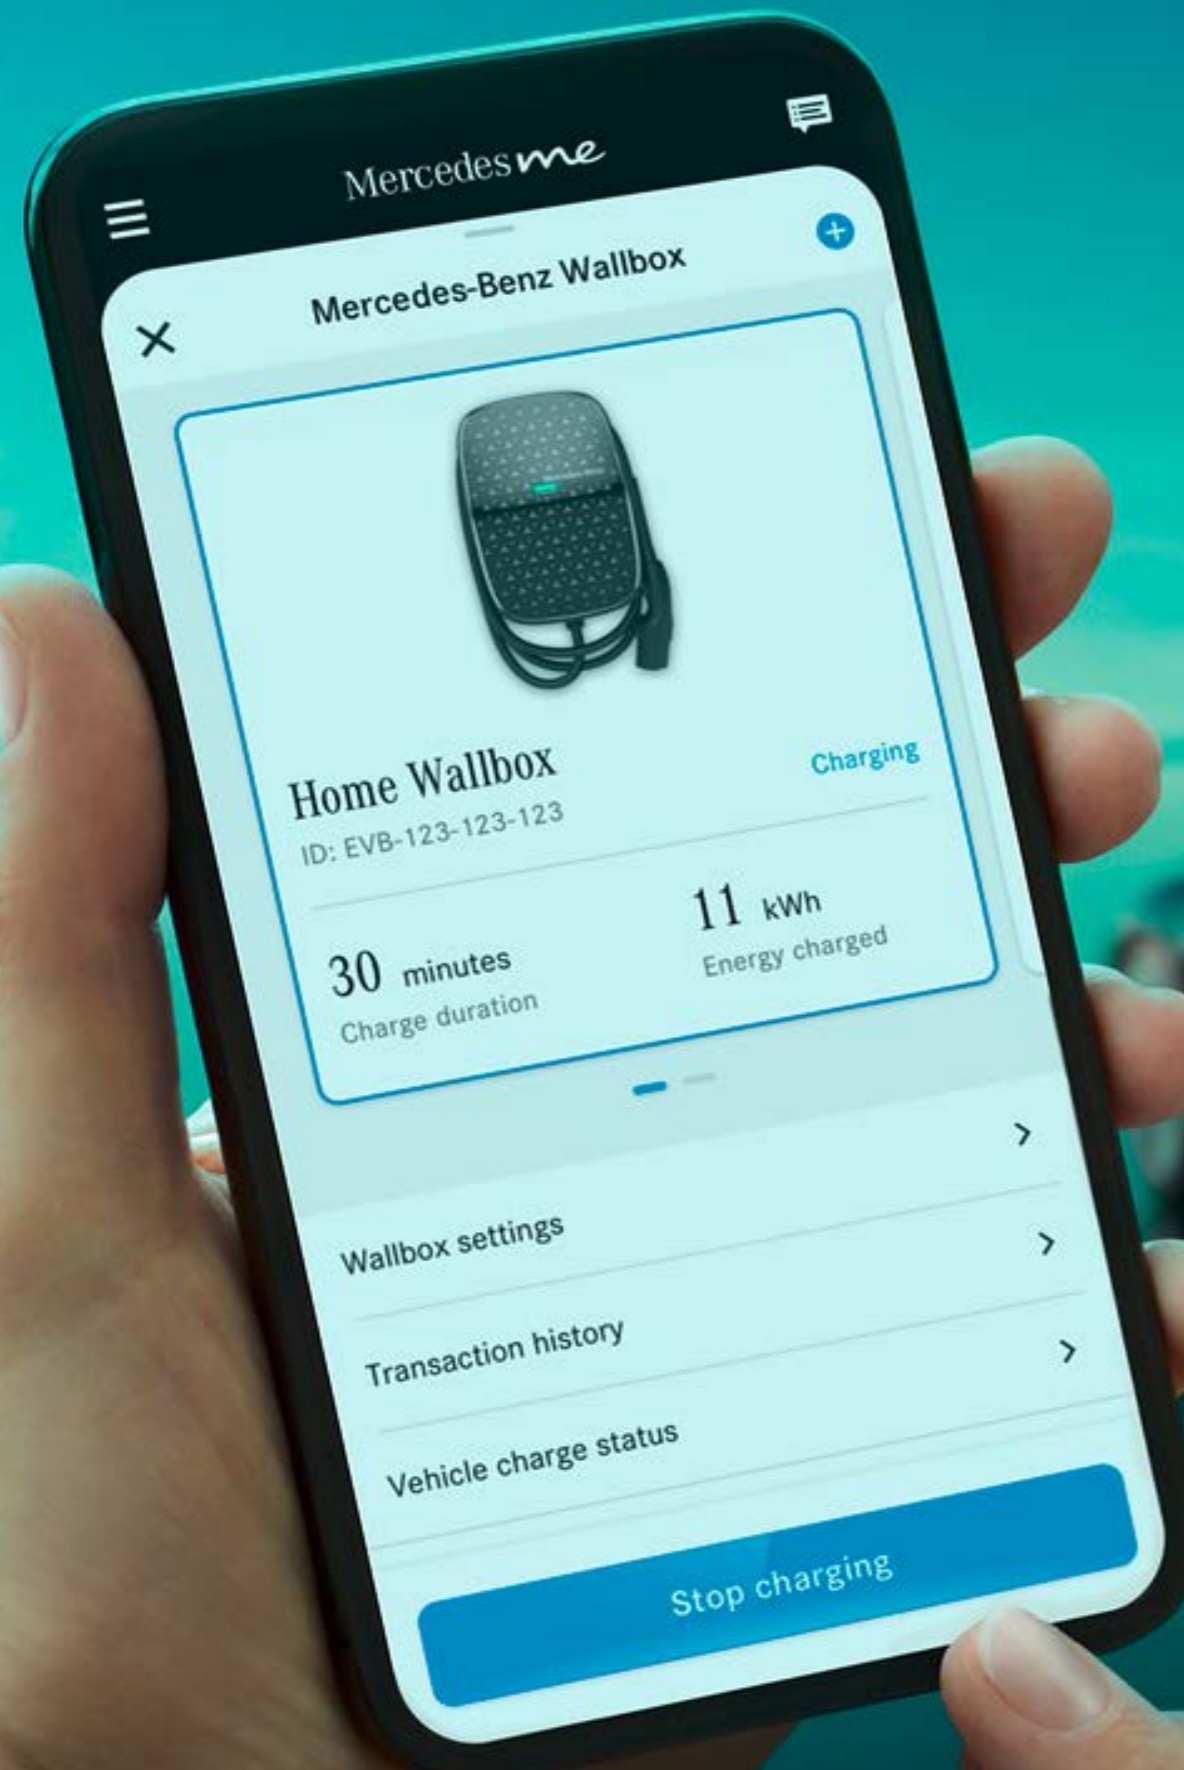 Mercedes me
Mercedes-Benz Wallbox
Home Wallbox
Charging
ID: EVB-123-123-123
30 minutes
11 kWh
Charge duration
Energy charged
Wallbox settings
Transaction history
Vehicle charge status
Stop charging